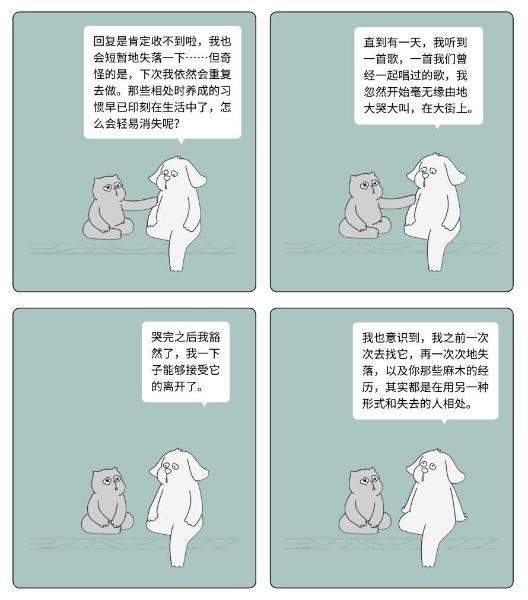 回复是肯定收不到啦，我也
会短暂地失落一下……但奇
怪的是，下次我依然会重复
去做。那些相处时养成的习
惯早已印刻在生活中了，怎
么会轻易消失呢？
直到有一天，我听到
一首歌，一首我们曾
经一起唱过的歌，我
忽然开始毫无缘由地
大哭大叫，在大街上。
哭完之后我豁
然了，我一下
子能够接受它
的离开了。
我也意识到，我之前一次
次去找它，再一次次地失
落，以及你那些麻木的经
历，其实都是在用另一种
形式和失去的人相处。